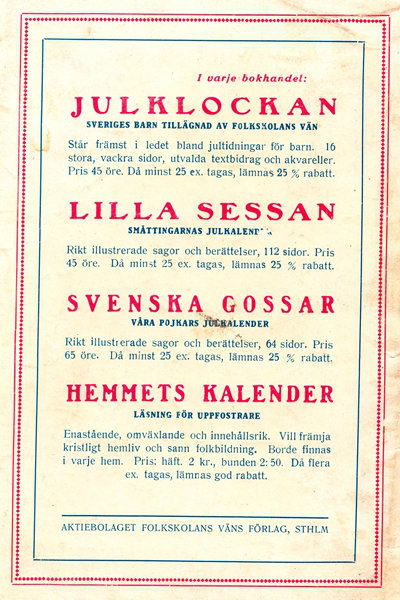 I varje bokhandel:
JULKLOCKAN
SVERIGES BARN TILLÄGNAD AV FOLKSKOLANS VÄN
Står främst i ledet bland jultidningar för barn. 16
stora, vackra sidor, utvalda textbidrag och akvareller.
Pris 45 öre. Då minst 25 ex. tagas, lämnas 25 % rabatt.
LILLA SESSAN
SMÅTTINGARNAS
Rikt illustrerade sagor och berättelser, 112 sidor. Pris
45 öre. Då minst 25 ex. tagas, lämnas 25 % rabatt.
SVENSKA GOSSAR
VÅRA POJKARS JULKALENDER
Rikt illustrerade sagor och berättelser, 64 sidor. Pris
65 öre. Då minst 25 ex. tagas, lämnas 25 % rabatt.
HEMMETS KALENDER
LÄSNING FÖR UPPFOSTRARE
Enastående, omväxlande och innehållsrik. Vill främja
kristligt hemliv och sann folkbildning. Borde finnas
i varje hem. Pris: häft. 2 kr., bunden 2:50. Då flera
ex. tagas, lämnas god rabatt.
AKTIEBOLAGET FOLKSKOLANS VÄNS FÖRLAG, STHLM